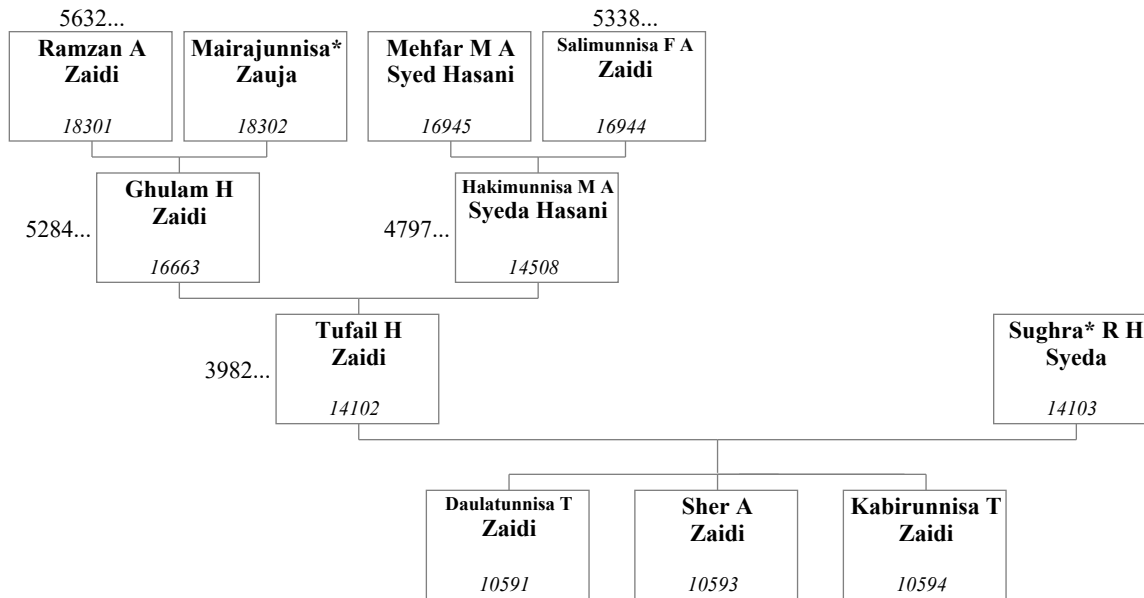 5632...
5338...
Ramzan A
Zaidi
18301
Mairajunnisa*
Zauja
18302
Mehfar M A
Syed Hasani
16945
Salimunnisa F A
Zaidi
16944
5284...
Ghulam H
Zaidi
16663
4797...
Hakimunnisa M A
Syeda Hasani
14508
3982...
Tufail H
Zaidi
14102
Sughra* R H
Syeda
14103
Daulatunnisa T
Zaidi
10591
Sher A
Zaidi
10593
Kabirunnisa T
Zaidi
10594